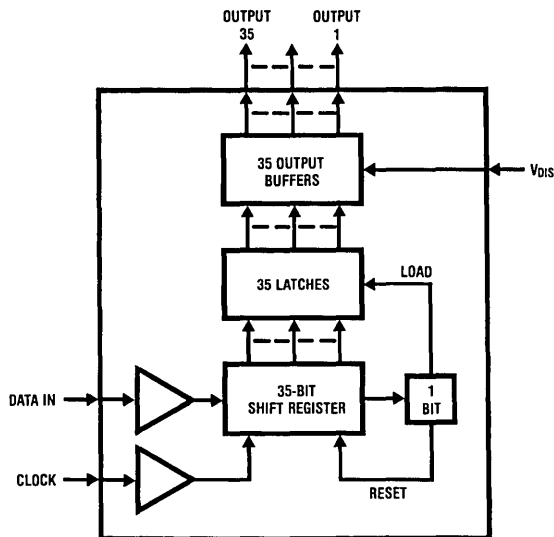 OUTPUT
35
OUTPUT
1
35 OUTPUT
BUFFERS
VDIS
35 LATCHES
LOAD
DATA IN
35-BIT
SHIFT REGISTER
1
BIT
CLOCK
RESET